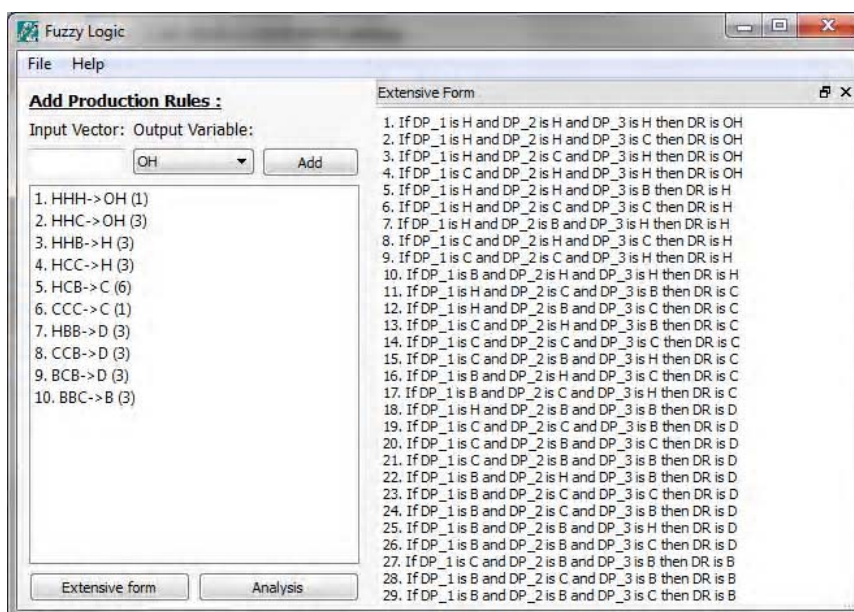 Fuzzy Logic
File Help
Add Production Rules :
Input Vector: Output Variable:
OH Add
1. HHH->OH (1)
2. HHC->OH (3)
3. HHB->H (3)
4. HCC->H (3)
5. HCB->C (6)
6. CCC->C (1)
7. HBB->D (3)
8. CCB->D (3)
9. BCB->D (3)
10. BBC->B (3)
Extensive form Analysis
Extensive Form
1. If DP_1 is H and DP_2 is H and DP_3 is H then DR is OH
2. If DP_1 is H and DP_2 is H and DP_3 is C then DR is OH
3. If DP_1 is H and DP_2 is C and DP_3 is H then DR is OH
4. If DP_1 is C and DP_2 is H and DP_3 is H then DR is OH
5. If DP_1 is H and DP_2 is H and DP_3 is B then DR is H
6. If DP_1 is H and DP_2 is C and DP_3 is C then DR is H
7. If DP_1 is H and DP_2 is B and DP_3 is H then DR is H
8. If DP_1 is C and DP_2 is H and DP_3 is C then DR is H
9. If DP_1 is C and DP_2 is C and DP_3 is H then DR is H
10. If DP_1 is B and DP_2 is H and DP_3 is H then DR is H
11. If DP_1 is H and DP_2 is C and DP_3 is B then DR is C
12. If DP_1 is H and DP_2 is B and DP_3 is C then DR is C
13. If DP_1 is C and DP_2 is H and DP_3 is B then DR is C
14. If DP_1 is C and DP_2 is C and DP_3 is C then DR is C
15. If DP_1 is C and DP_2 is B and DP_3 is H then DR is C
16. If DP_1 is B and DP_2 is H and DP_3 is C then DR is C
17. If DP_1 is B and DP_2 is C and DP_3 is H then DR is C
18. If DP_1 is H and DP_2 is B and DP_3 is B then DR is D
19. If DP_1 is C and DP_2 is C and DP_3 is B then DR is D
20. If DP_1 is C and DP_2 is B and DP_3 is C then DR is D
21. If DP_1 is C and DP_2 is B and DP_3 is B then DR is D
22. If DP_1 is B and DP_2 is H and DP_3 is B then DR is D
23. If DP_1 is B and DP_2 is C and DP_3 is C then DR is D
24. If DP_1 is B and DP_2 is C and DP_3 is B then DR is D
25. If DP_1 is B and DP_2 is B and DP_3 is H then DR is D
26. If DP_1 is B and DP_2 is B and DP_3 is C then DR is D
27. If DP_1 is C and DP_2 is B and DP_3 is B then DR is B
28. If DP_1 is B and DP_2 is C and DP_3 is B then DR is B
29. If DP_1 is B and DP_2 is B and DP_3 is C then DR is B